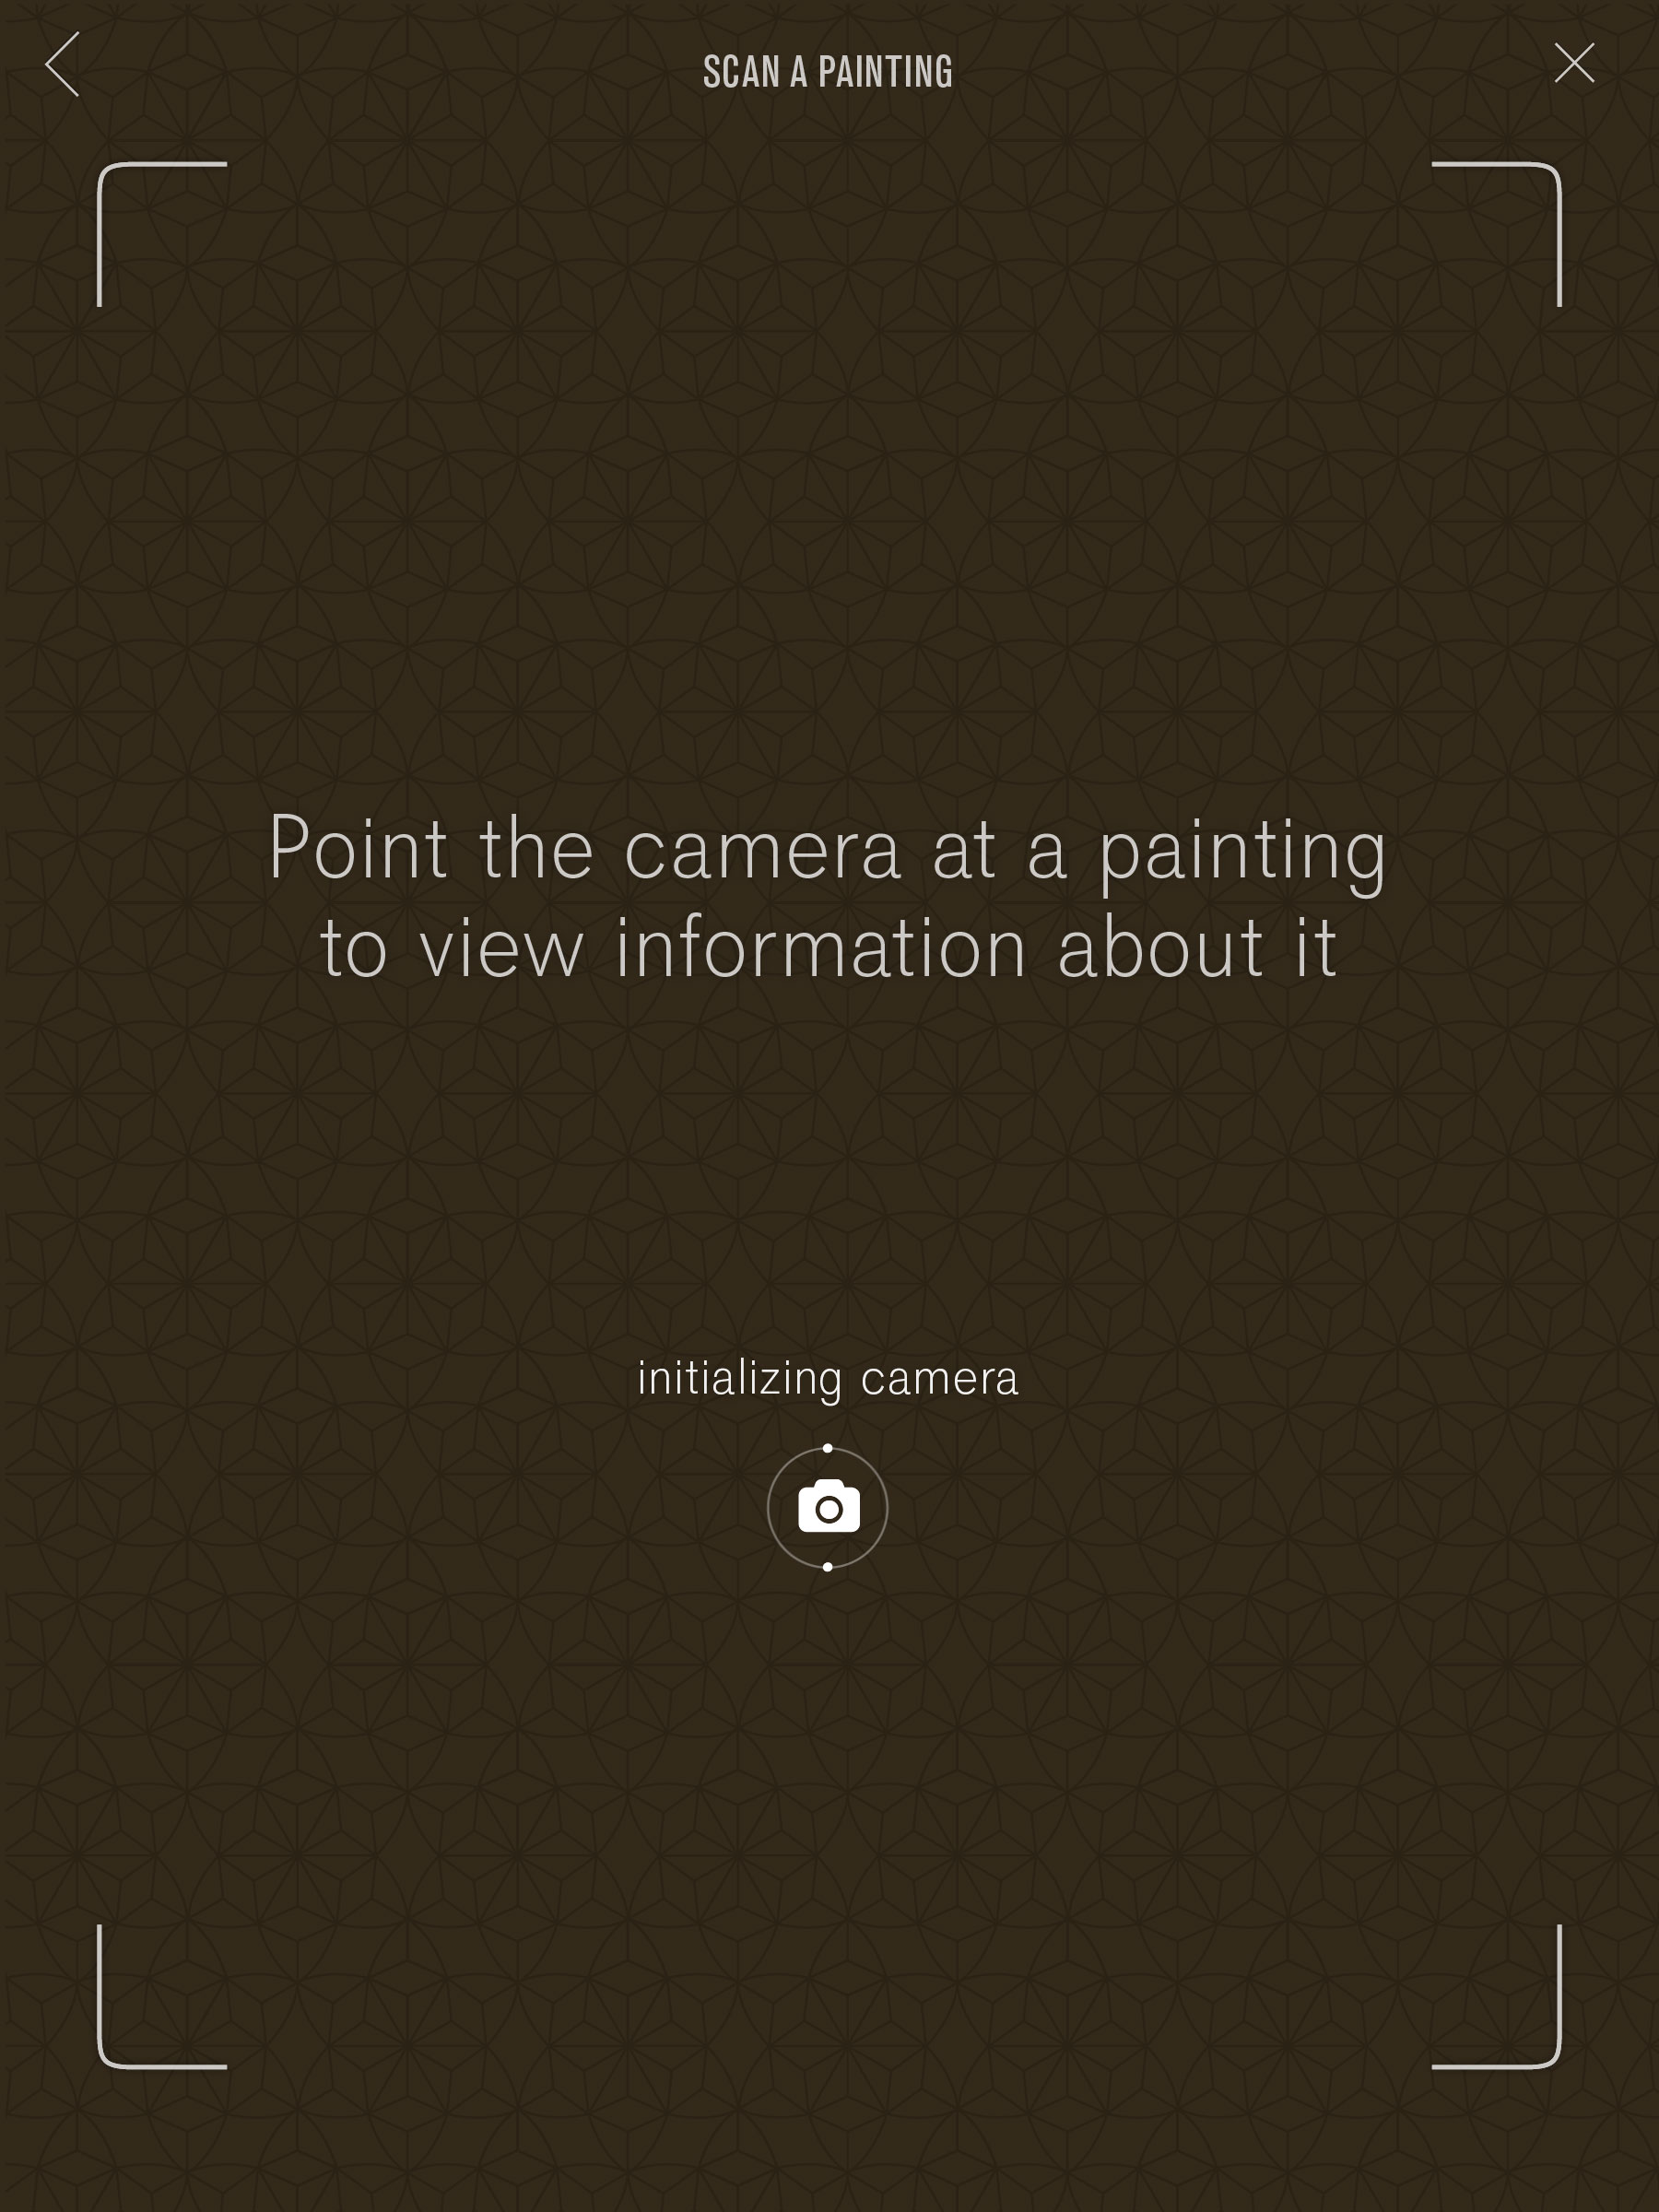 SCAN A PAINTING
Point the camera at a painting
to view information about it
initializing camera